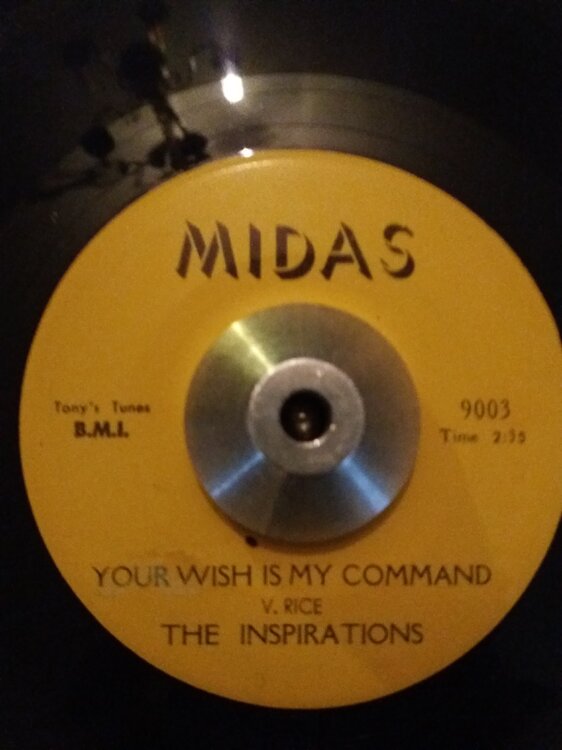 MIDAS
Tony's Tunes
B.M.I.
9003
Time 2:35
YOUR WISH IS MY COMMAND
V. RICE
THE INSPIRATIONS